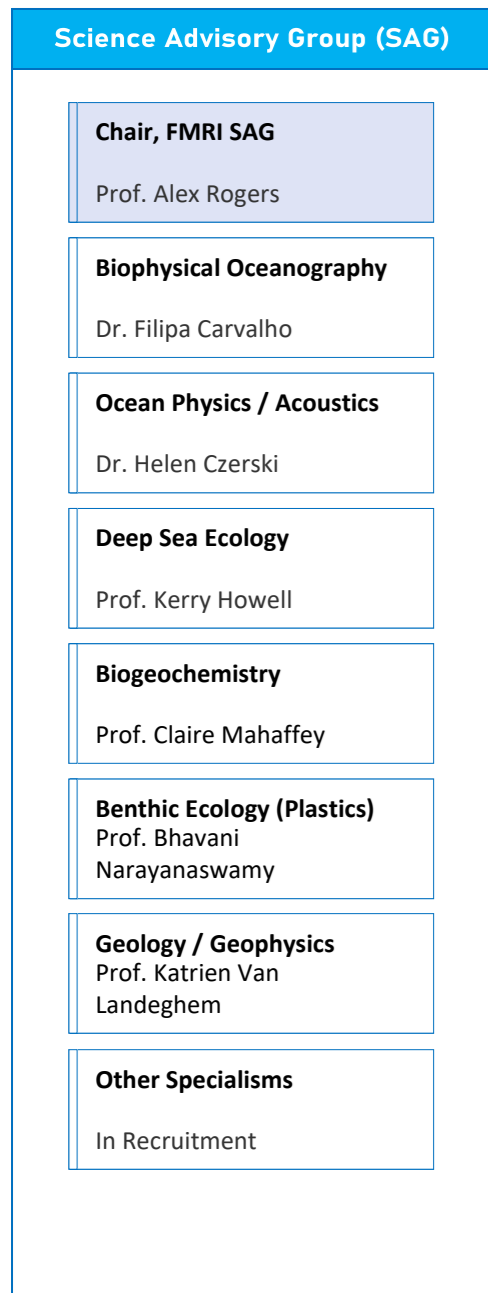 Science Advisory Group (SAG)
Chair, FMRI SAG
Prof. Alex Rogers
Biophysical Oceanography
Dr. Filipa Carvalho
Ocean Physics / Acoustics
Dr. Helen Czerski
Deep Sea Ecology
Prof. Kerry Howell
Biogeochemistry
Prof. Claire Mahaffey
Benthic Ecology (Plastics)
Prof. Bhavani
Narayanaswamy
Geology / Geophysics
Prof. Katrien Van
Landeghem
Other Specialisms
In Recruitment